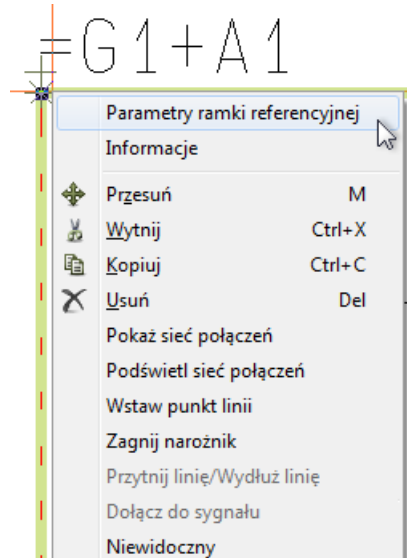 =G1+A1
Parametry ramki referencyjnej
Informacje
Przesuń M
Wytnij Ctrl+X
Kopiuj Ctrl+C
Usuń Del
Pokaż sieć połączeń
Podświetl sieć połączeń
Wstaw punkt linii
Zagnij narożnik
Przytnij linię/Wydłuż linię
Dołącz do sygnału
Niewidoczny